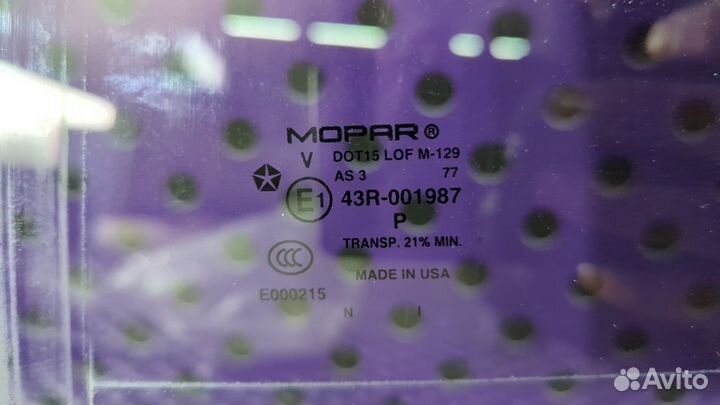 MOPAR®
V DOT15 LOF M-129
AS 3 77
E1 43R-001987
P
TRANSP. 21% MIN.
CCC
MADE IN USA
E000215
N I
Avito